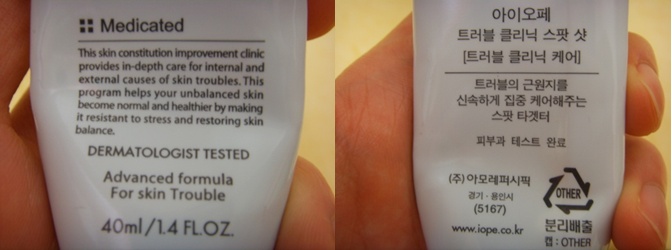 Medicated
This skin constitution improvement clinic
provides in-depth care for internal and
external causes of skin troubles. This
program helps your unbalanced skin
become normal and healthier by making
it resistant to stress and restoring skin
balance.
DERMATOLOGIST TESTED
Advanced formula
For skin Trouble
40ml/1.4 FL.OZ.
아이오페
트러블 클리닉 스팟 샷
[트러블 클리닉 케어]
트러블의 근원지를
신속하게 집중 케어해주는
스팟 타겟터
피부과 테스트 완료
(주) 아모레퍼시픽
경기·용인시
(5167)
www.iope.co.kr
OTHER
분리배출
캡 : OTHER